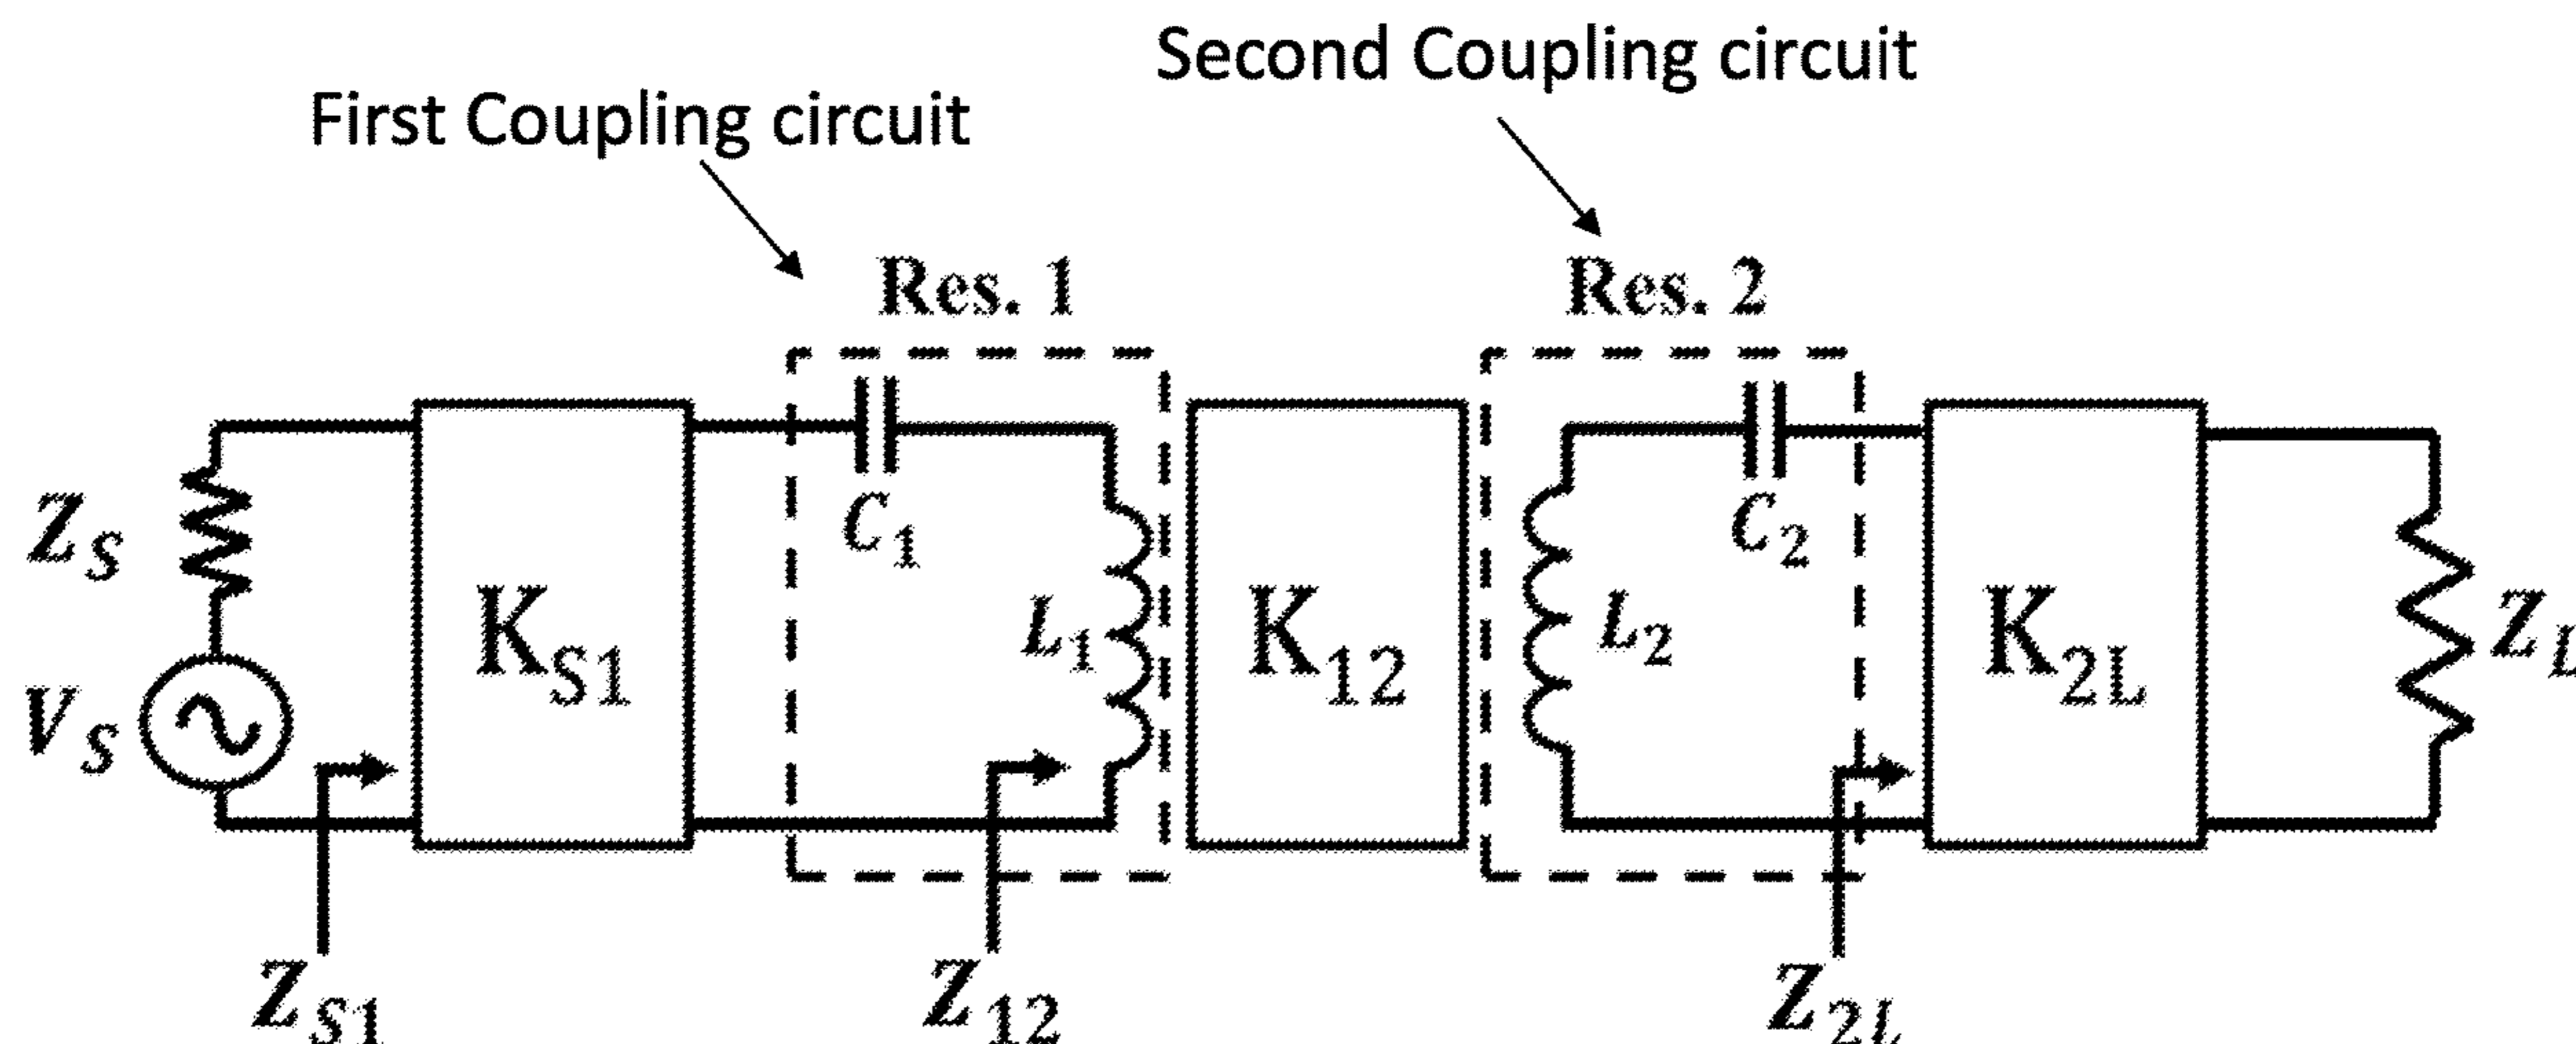 Second Coupling circuit
First Coupling circuit
Res. 1
Res. 2
C1
C2
ZS
KS1
L1
K12
L2
K2L
ZL
VS
ZS1
Z12
Z2L